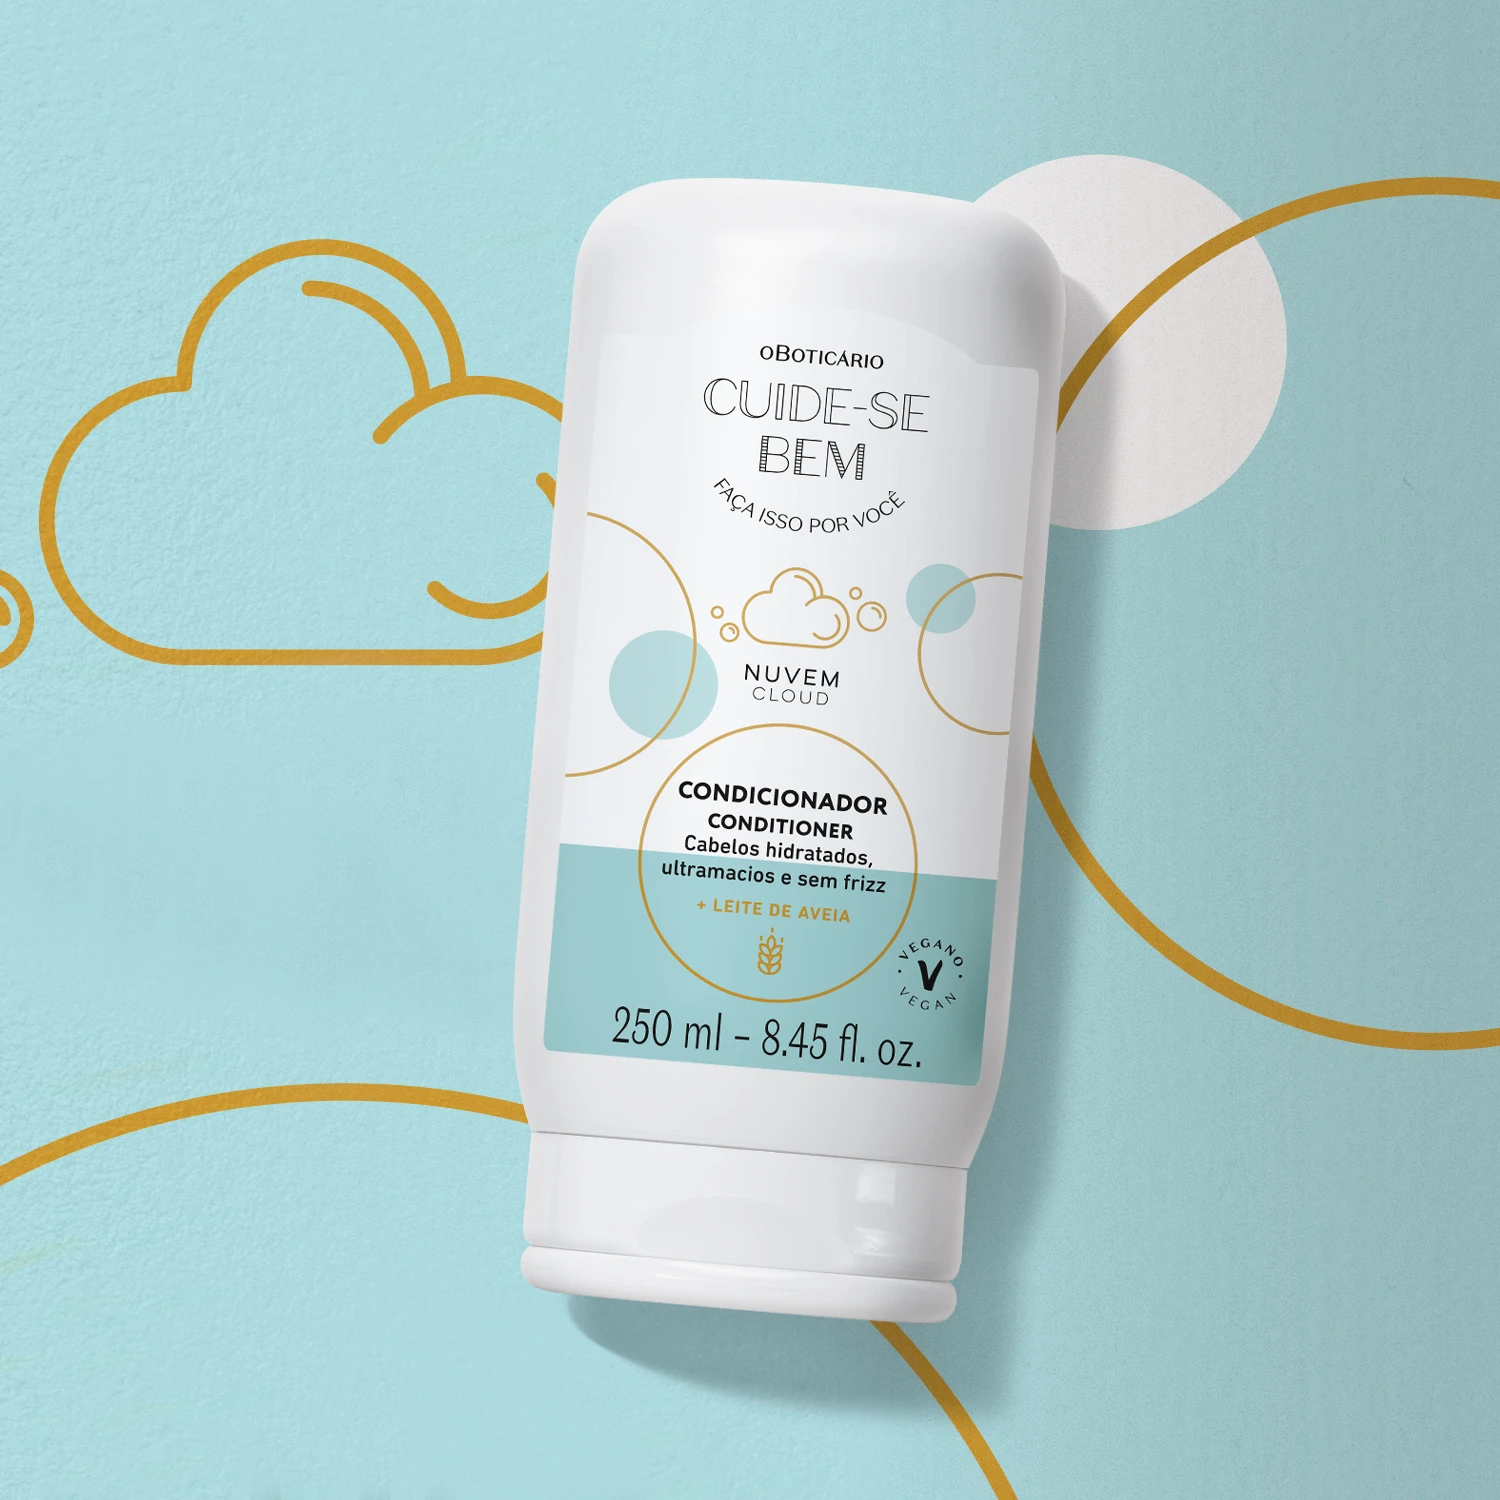 oBOTICÁRIO
CUIDE-SE
BEM
FAÇA ISSO POR VOCÊ
NUVEM
CLOUD
CONDICIONADOR
CONDITIONER
Cabelos hidratados,
ultramacios e sem frizz
+ LEITE DE AVEIA
VEGANO
V
VEGAN
250 ml – 8.45 fl. oz.